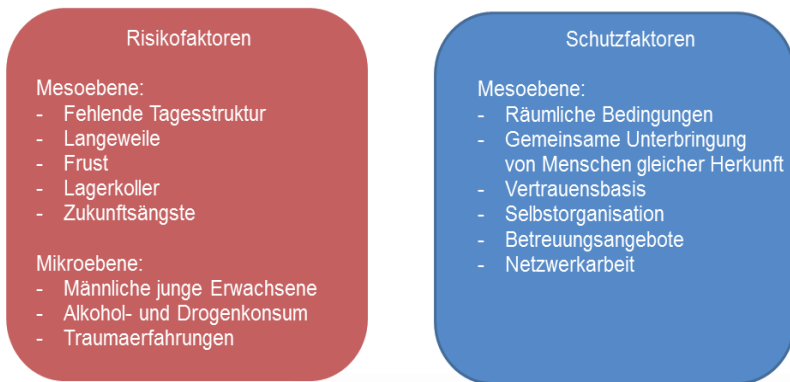 Risikofaktoren
Mesoebene:
- Fehlende Tagesstruktur
- Langeweile
- Frust
- Lagerkoller
- Zukunftsängste
Mikroebene:
- Männliche junge Erwachsene
- Alkohol- und Drogenkonsum
- Traumaerfahrungen
Schutzfaktoren
Mesoebene:
- Räumliche Bedingungen
- Gemeinsame Unterbringung
von Menschen gleicher Herkunft
- Vertrauensbasis
- Selbstorganisation
- Betreuungsangebote
- Netzwerkarbeit